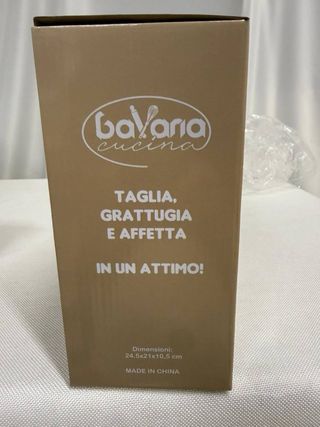 baVaria
cucina
TAGLIA,
GRATTUGIA
E AFFETTA
IN UN ATTIMO!
Dimensioni:
24,5x21x10,5 cm
MADE IN CHINA